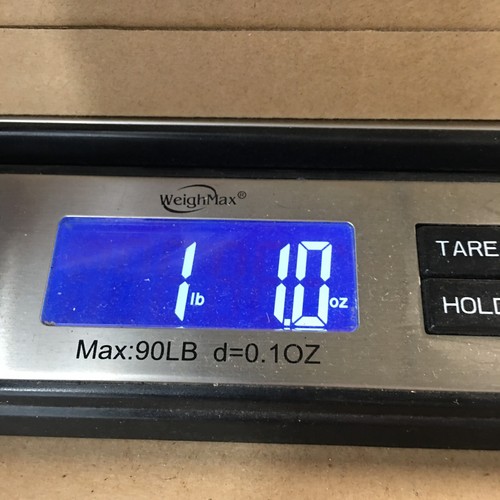 WeighMax®
1 lb 1.0 oz
Max:90LB d=0.1OZ
TARE
HOLD